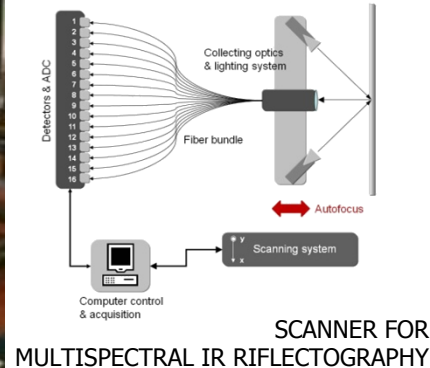 Detectors & ADC
1
2
3
4
5
6
7
8
9
10
11
12
13
14
15
16
Collecting optics
& lighting system
Fiber bundle
Autofocus
y
x
Scanning system
Computer control
& acquisition
SCANNER FOR
MULTISPECTRAL IR RIFLECTOGRAPHY